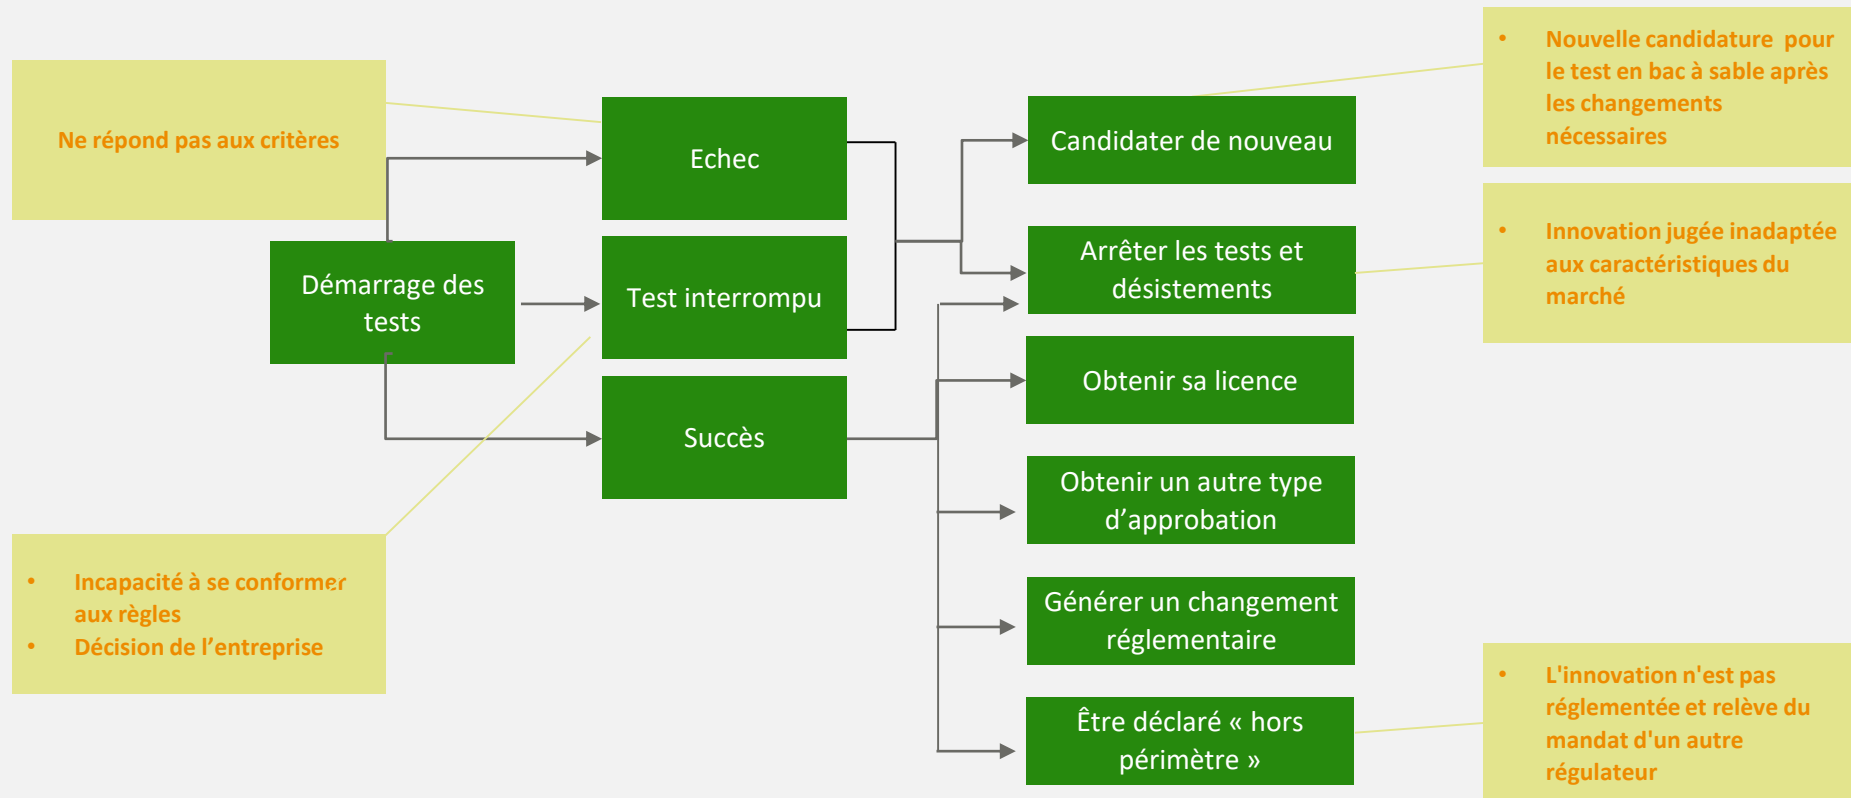 Ne répond pas aux critères
Démarrage des
tests
• Incapacité à se conformer
aux règles
• Décision de l’entreprise
Echec
Test interrompu
Succès
Candidater de nouveau
Arrêter les tests et
désistements
Obtenir sa licence
Obtenir un autre type
d’approbation
Générer un changement
réglementaire
Être déclaré « hors
périmètre »
• Nouvelle candidature pour
le test en bac à sable après
les changements
nécessaires
• Innovation jugée inadaptée
aux caractéristiques du
marché
• L'innovation n'est pas
réglementée et relève du
mandat d'un autre
régulateur